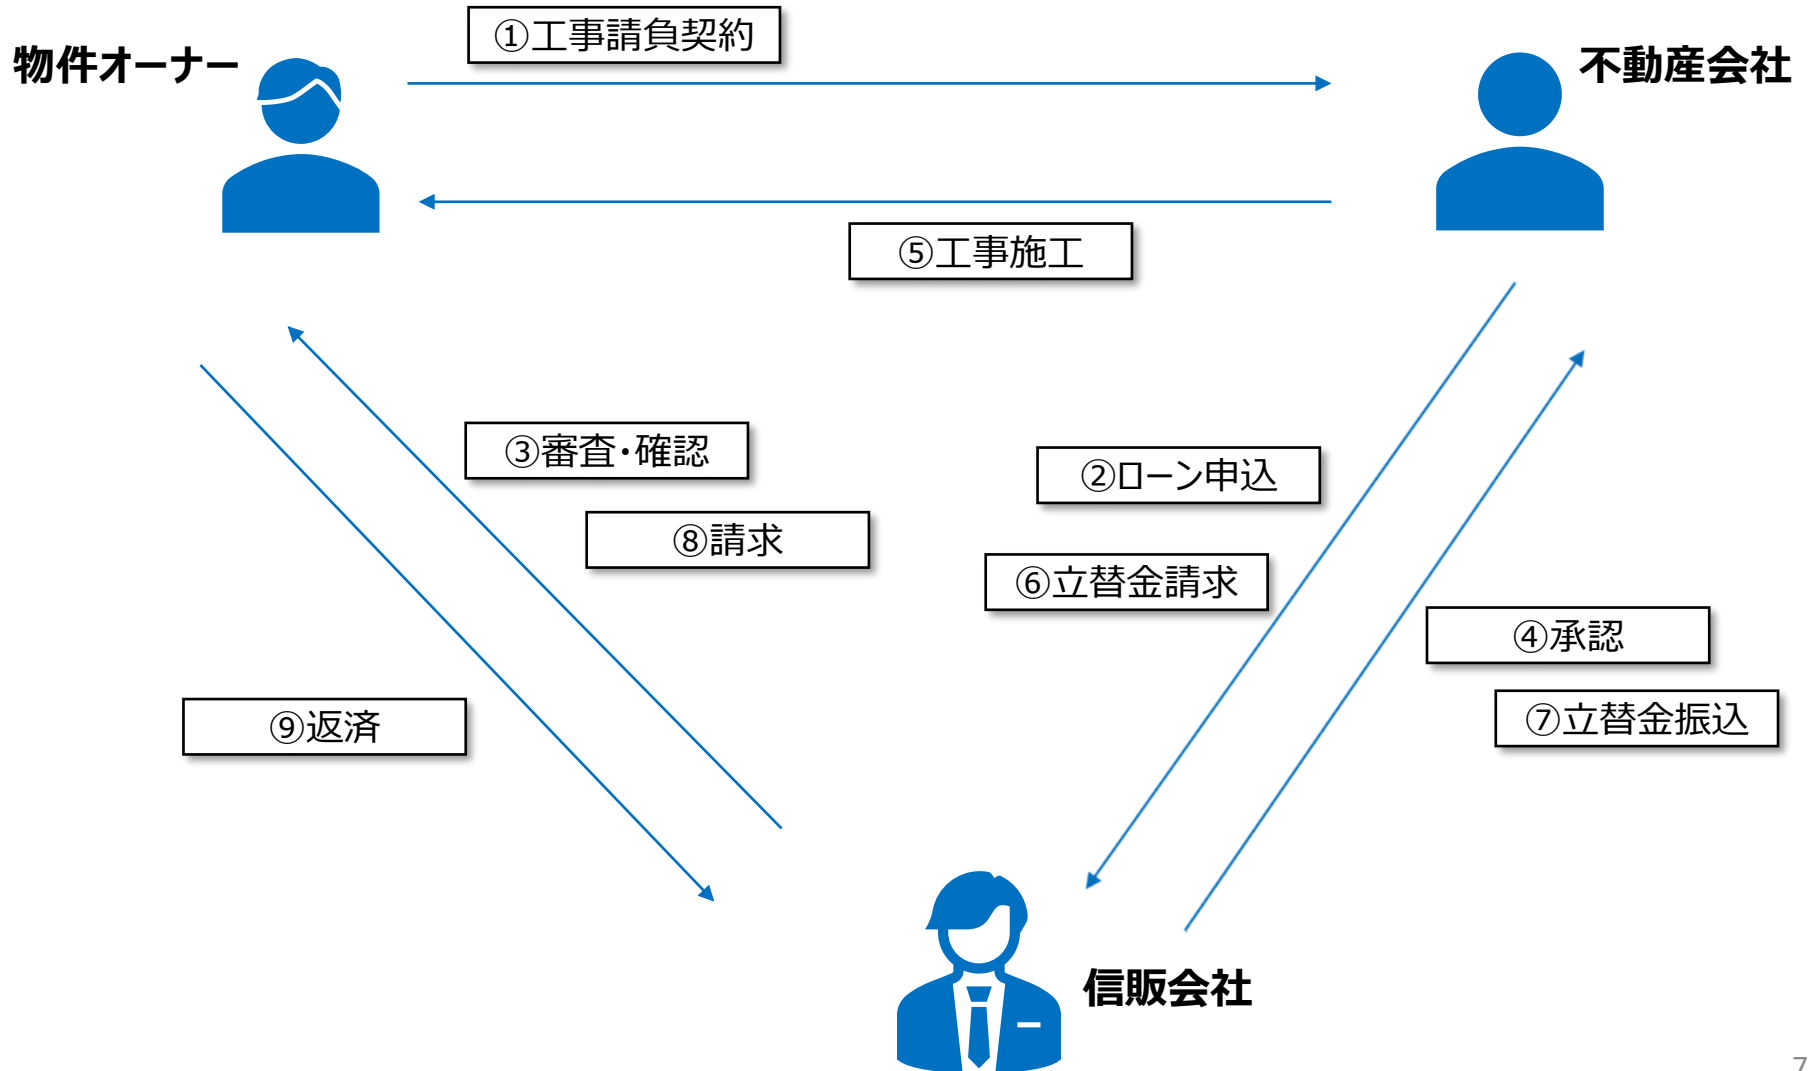 ①工事請負契約
物件オーナー
不動産会社
⑤工事施工
③審査・確認
②ローン申込
⑧請求
⑥立替金請求
④承認
⑨返済
⑦立替金振込
信販会社
7